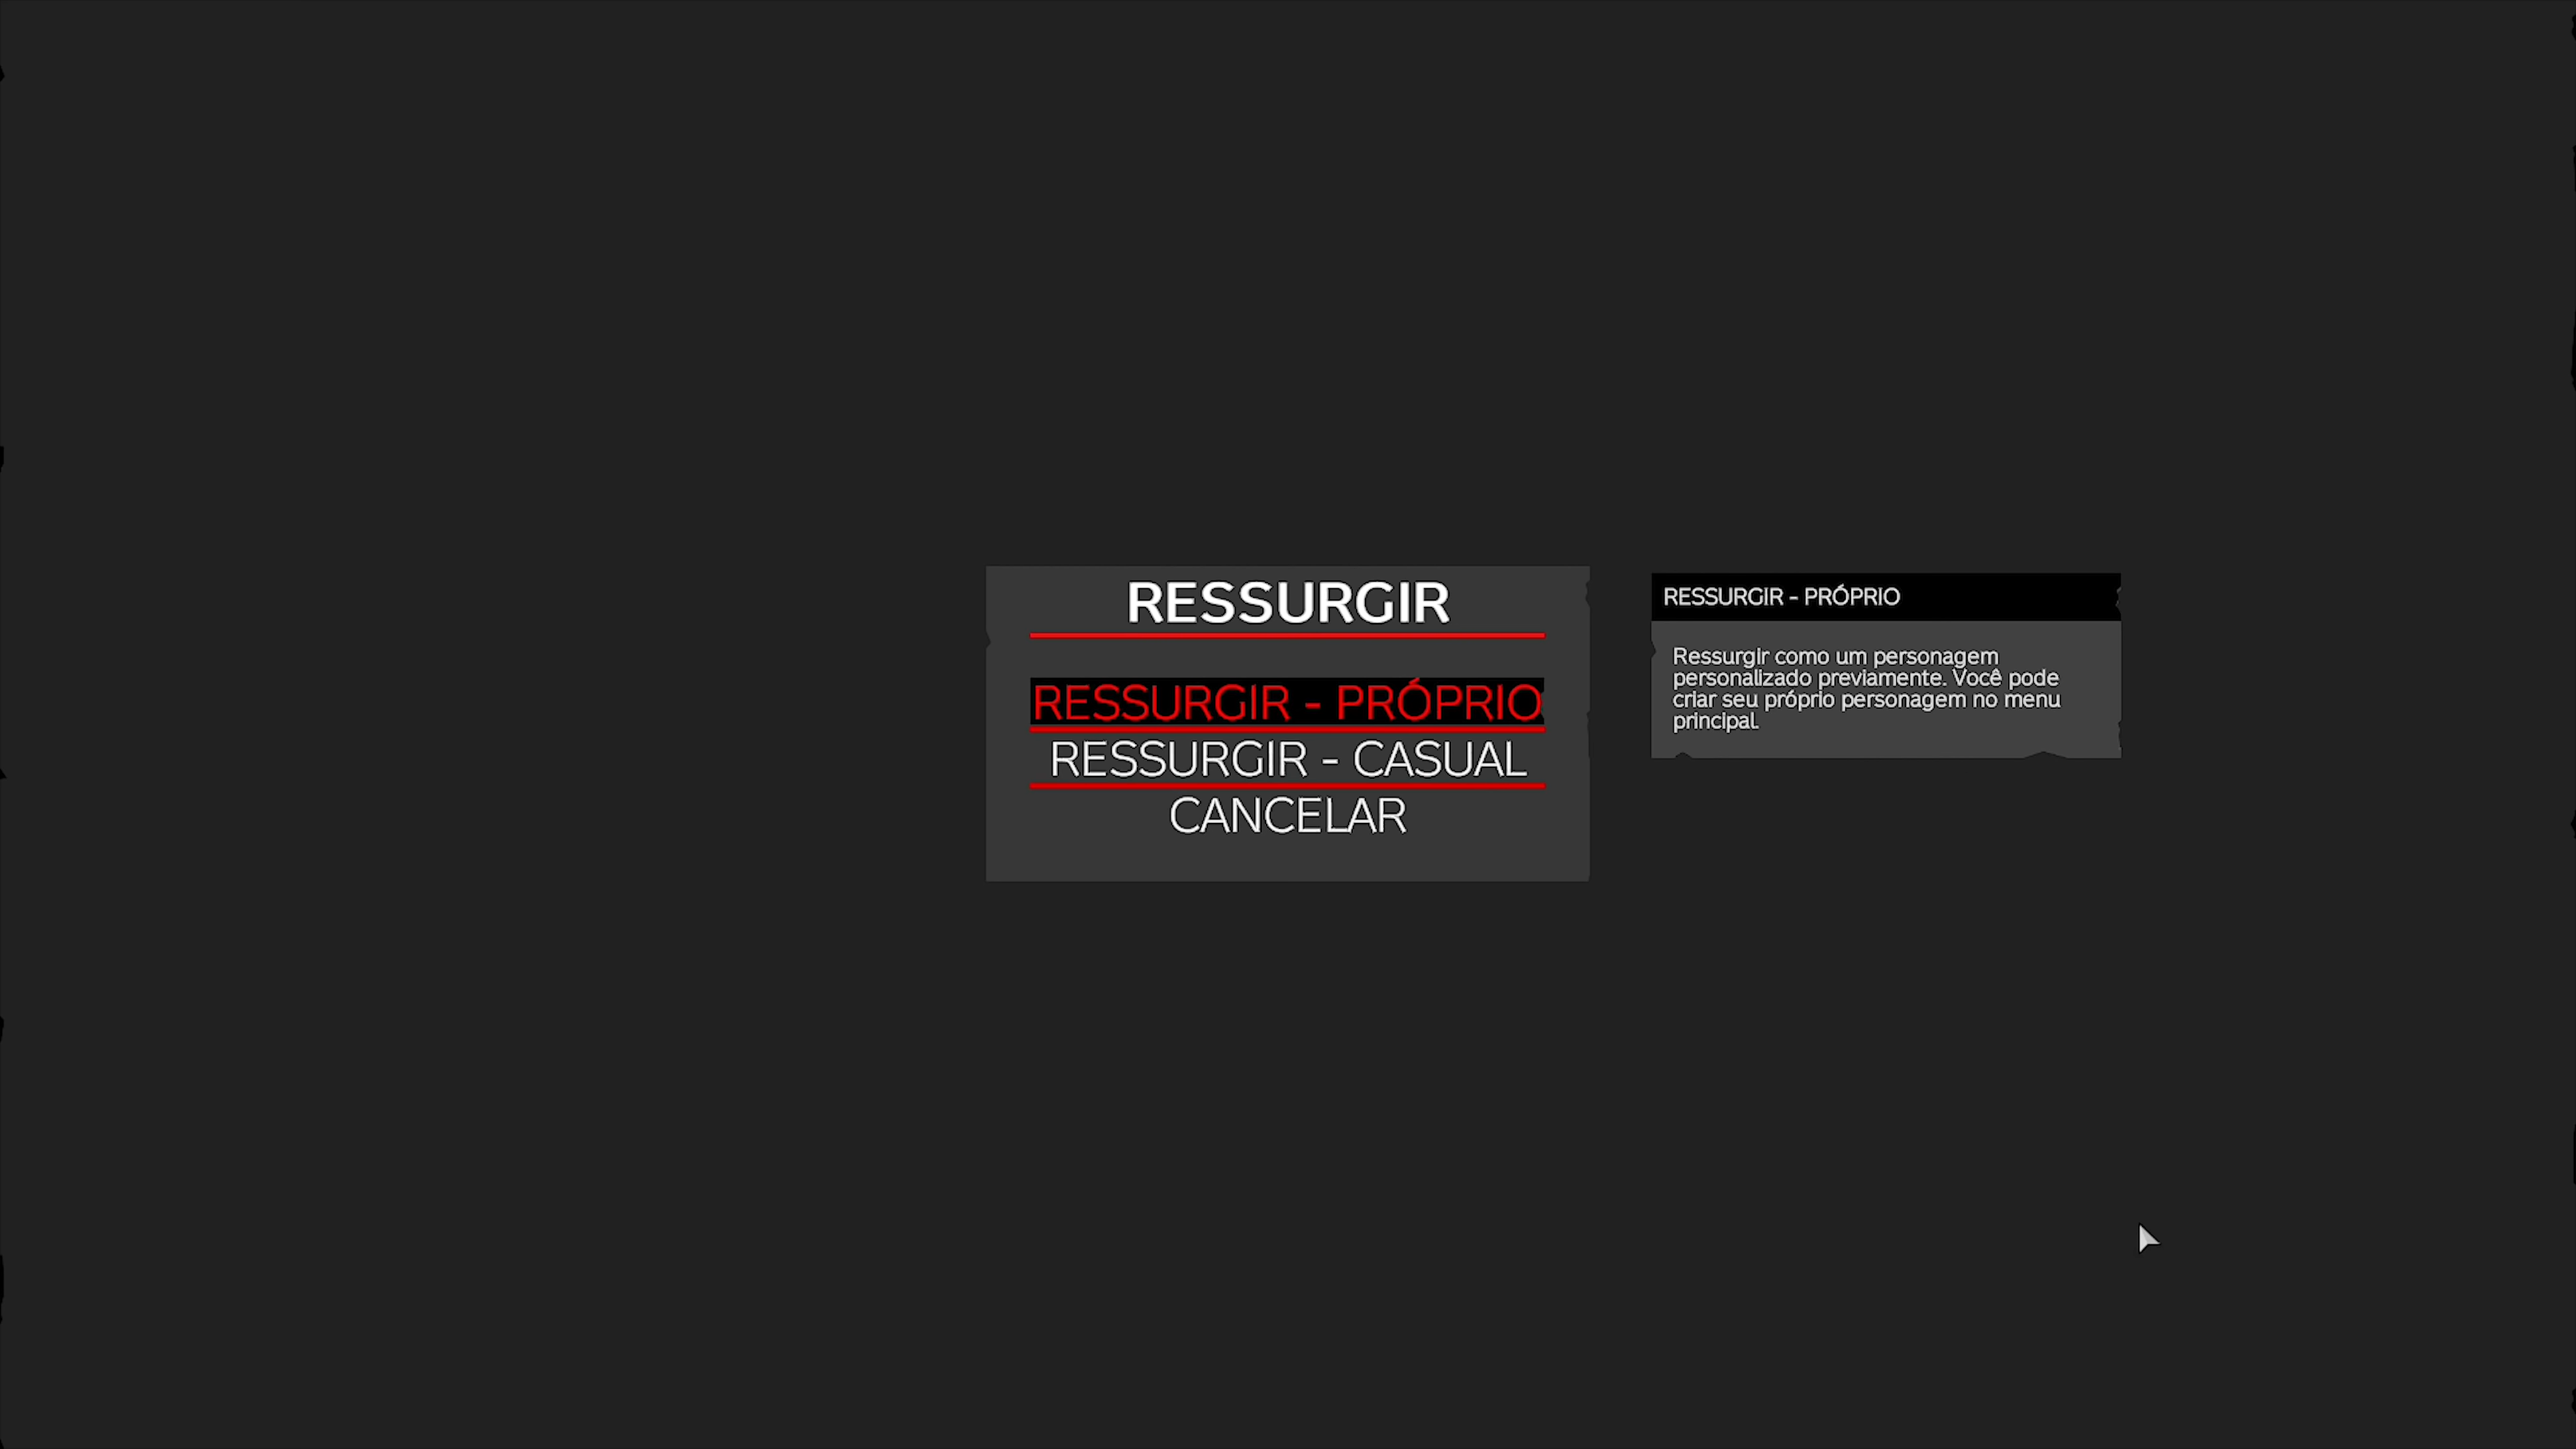 RESSURGIR
RESSURGIR - PRÓPRIO
RESSURGIR - CASUAL
CANCELAR
RESSURGIR - PRÓPRIO
Ressurgir como um personagem
personalizado previamente. Você pode
criar seu próprio personagem no menu
principal.